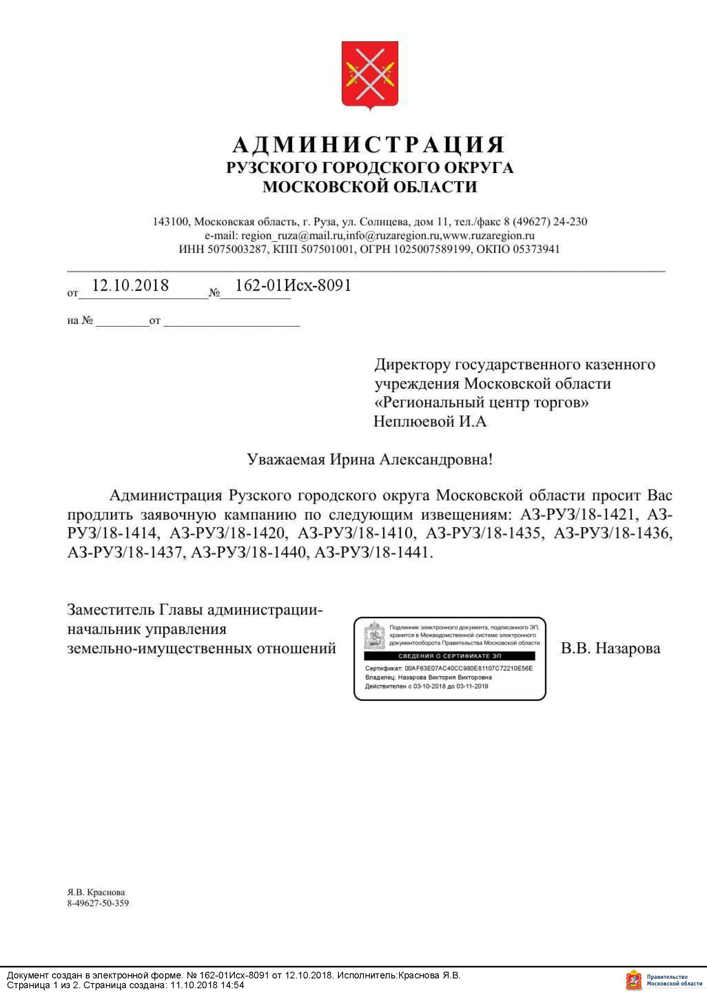 АДМИНИСТРАЦИЯ
РУЗСКОГО ГОРОДСКОГО ОКРУГА
МОСКОВСКОЙ ОБЛАСТИ
143100, Московская область, г. Руза, ул. Солнцева, дом 11, тел./факс 8 (49627) 24-230
e-mail: region_ruza@mail.ru,info@ruzaregion.ru,www.ruzaregion.ru
ИНН 5075003287, КПП 507501001, ОГРН 1025007589199, ОКПО 05373941
от 12.10.2018 № 162-01Исх-8091
на № _________от _______________________
Директору государственного казенного
учреждения Московской области
«Региональный центр торгов»
Неплюевой И.А
Уважаемая Ирина Александровна!
Администрация Рузского городского округа Московской области просит Вас
продлить заявочную кампанию по следующим извещениям: АЗ-РУЗ/18-1421, АЗ-
РУЗ/18-1414, АЗ-РУЗ/18-1420, АЗ-РУЗ/18-1410, АЗ-РУЗ/18-1435, АЗ-РУЗ/18-1436,
АЗ-РУЗ/18-1437, АЗ-РУЗ/18-1440, АЗ-РУЗ/18-1441.
Заместитель Главы администрации-
начальник управления
земельно-имущественных отношений
Подлинник электронного документа, подписанного ЭП,
хранится в Межведомственной системе электронного
документооборота Правительства Московской области
СВЕДЕНИЯ О СЕРТИФИКАТЕ ЭП
Сертификат: 00AF63E07AC40CC980E81107C72210E56E
Владелец: Назарова Виктория Викторовна
Действителен с 03-10-2018 до 03-11-2019
В.В. Назарова
Я.В. Краснова
8-49627-50-359
Документ создан в электронной форме. № 162-01Исх-8091 от 12.10.2018. Исполнитель:Краснова Я.В.
Страница 1 из 2. Страница создана: 11.10.2018 14:54
Правительство
Московской области